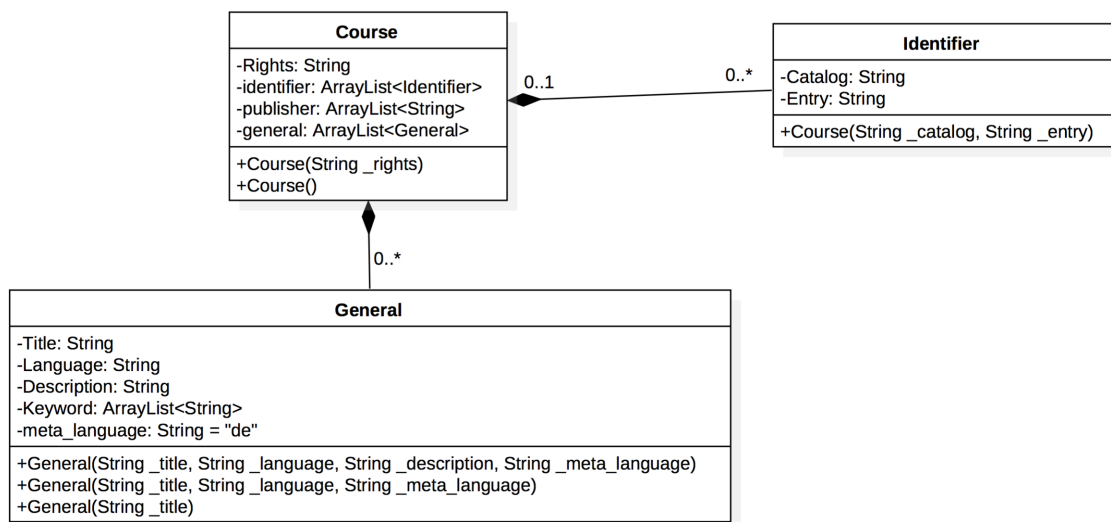 Course
-Rights: String
-identifier: ArrayList<Identifier>
-publisher: ArrayList<String>
-general: ArrayList<General>
+Course(String _rights)
+Course()
0..1
0..*
Identifier
-Catalog: String
-Entry: String
+Course(String _catalog, String _entry)
0..*
General
-Title: String
-Language: String
-Description: String
-Keyword: ArrayList<String>
-meta_language: String = "de"
+General(String _title, String _language, String _description, String _meta_language)
+General(String _title, String _language, String _meta_language)
+General(String _title)